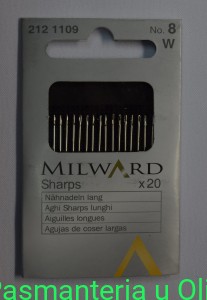 212 1109 No. 8
W
MILWARD
Sharps x20
Nähnadeln lang
Aghi Sharps lunghi
Aiguilles longues
Agujas de coser largas
Pasmanteria u Oli